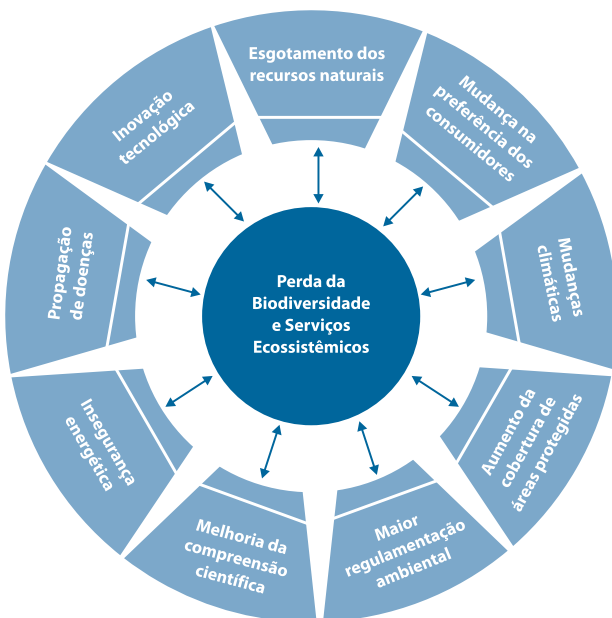 Esgotamento dos
recursos naturais
Mudança na
preferência dos
consumidores
Mudanças
climáticas
Aumento da
cobertura de
áreas protegidas
Maior
regulamentação
ambiental
Melhoria da
compreensão
científica
Insegurança
energética
Propagação
de doenças
Inovação
tecnológica
Perda da
Biodiversidade
e Serviços
Ecossistêmicos